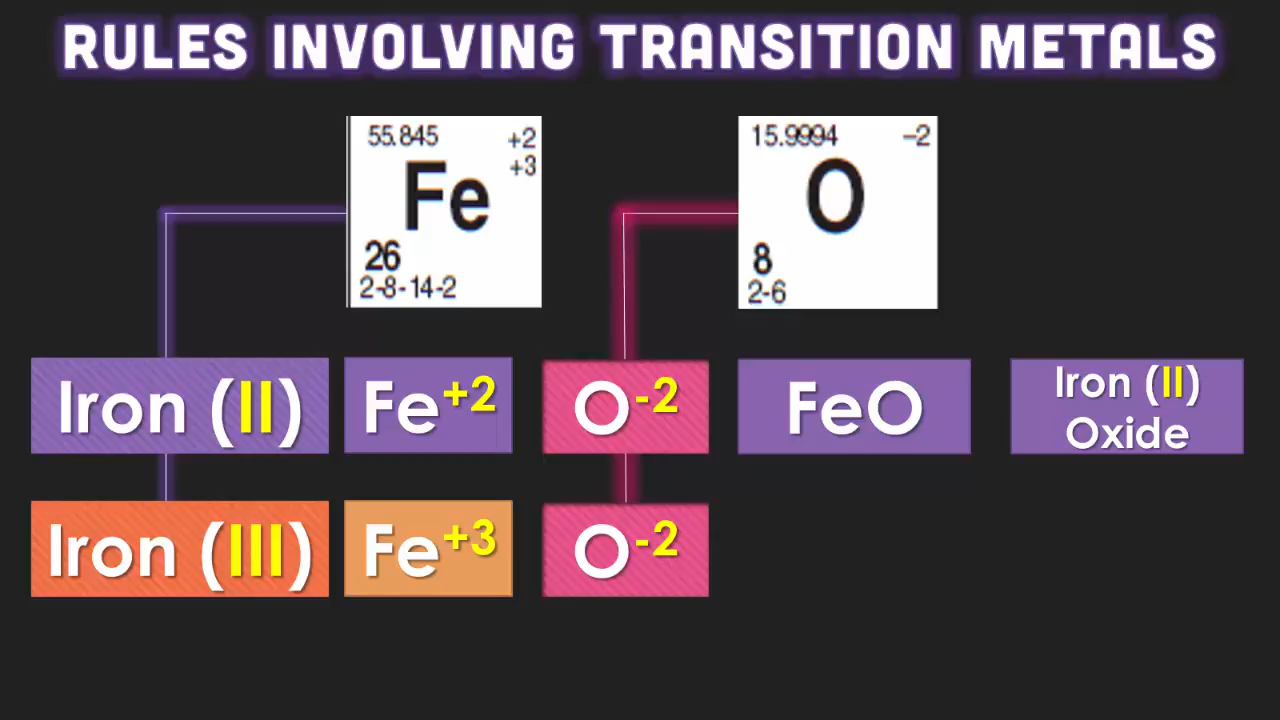 RULES INVOLVING TRANSITION METALS
55.845 +2
+3
Fe
26
2-8-14-2
15.9994 −2
O
8
2-6
Iron (II) Fe+2 O-2 FeO Iron (II)
Oxide
Iron (III) Fe+3 O-2